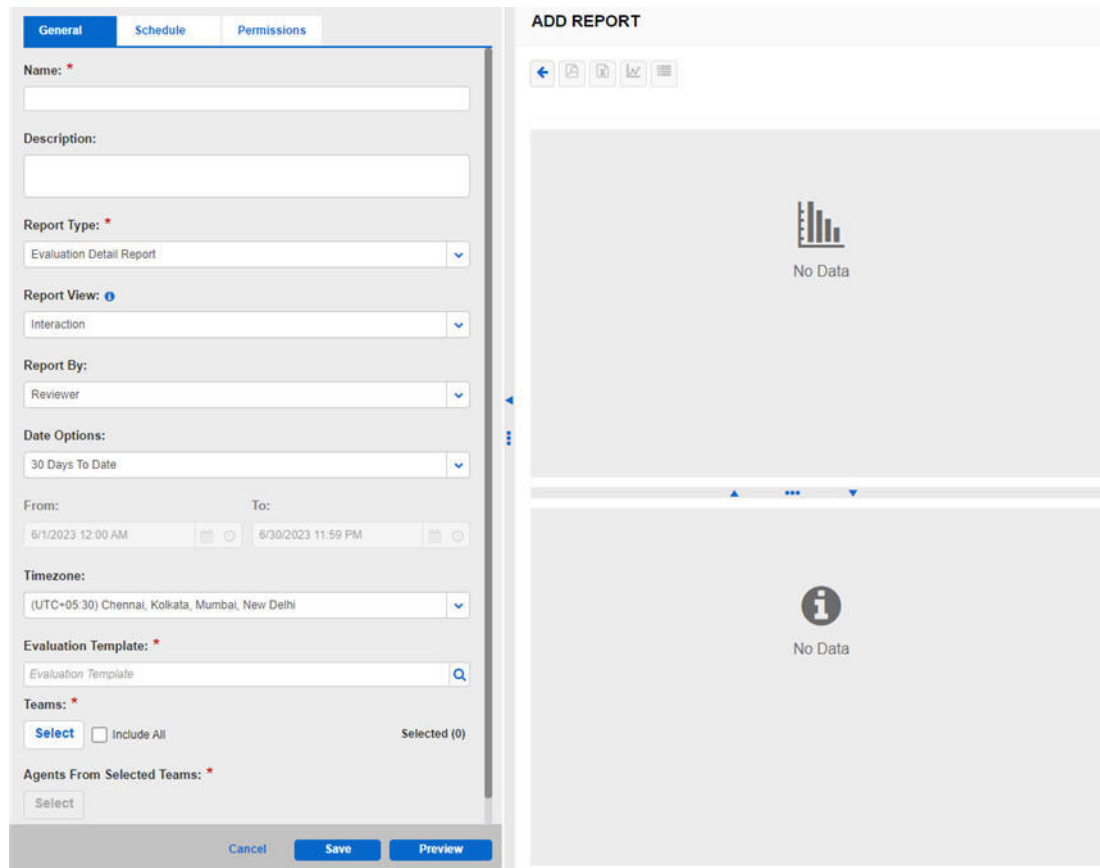 General Schedule Permissions
Name: *
Description:
Report Type: *
Evaluation Detail Report
Report View:
Interaction
Report By:
Reviewer
Date Options:
30 Days To Date
From: To:
6/1/2023 12:00 AM 6/30/2023 11:59 PM
Timezone:
(UTC+05:30) Chennai, Kolkata, Mumbai, New Delhi
Evaluation Template: *
Evaluation Template
Teams: *
Select Include All Selected (0)
Agents From Selected Teams: *
Select
Cancel Save Preview
ADD REPORT
No Data
No Data